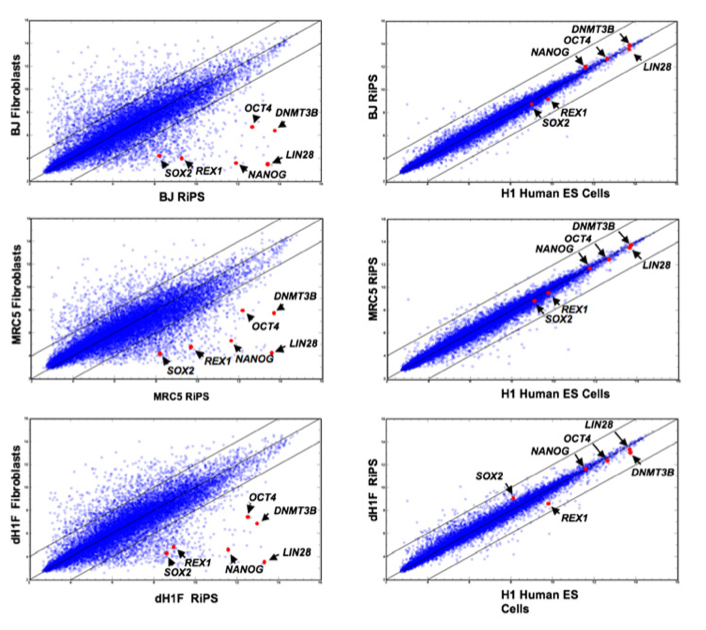 BJ Fibroblasts
OCT4
DNMT3B
LIN28
SOX2
REX1
NANOG
BJ RiPS
BJ RiPS
DNMT3B
OCT4
NANOG
LIN28
REX1
SOX2
H1 Human ES Cells
MRC5 Fibroblasts
DNMT3B
OCT4
LIN28
NANOG
REX1
SOX2
MRC5 RiPS
MRC5 RiPS
DNMT3B
OCT4
NANOG
LIN28
REX1
SOX2
H1 Human ES Cells
dH1F Fibroblasts
OCT4
DNMT3B
LIN28
REX1
SOX2
NANOG
dH1F RiPS
dH1F RiPS
LIN28
OCT4
NANOG
SOX2
DNMT3B
REX1
H1 Human ES
Cells